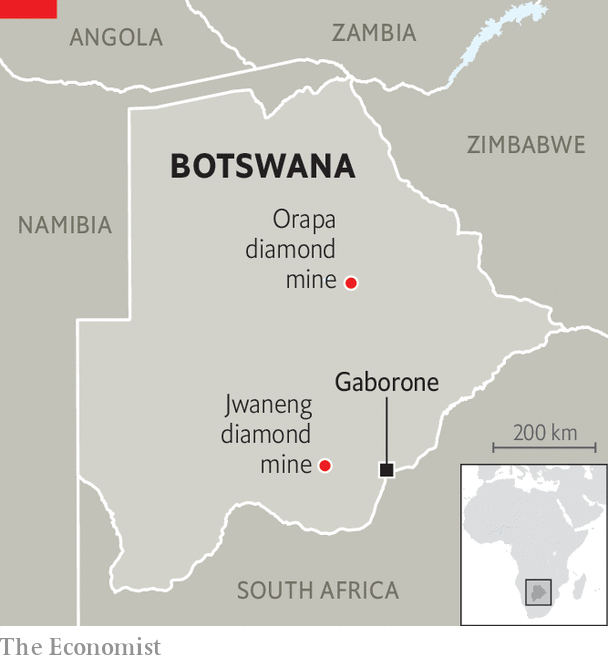 ANGOLA
ZAMBIA
ZIMBABWE
BOTSWANA
NAMIBIA
Orapa
diamond
mine
Gaborone
Jwaneng
diamond
mine
200 km
SOUTH AFRICA
The Economist